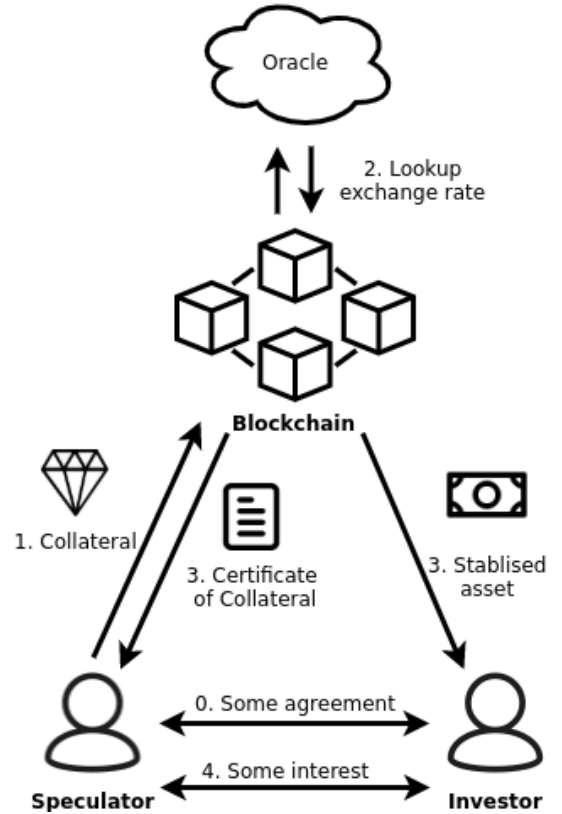 Oracle
2. Lookup
exchange rate
Blockchain
1. Collateral
3. Certificate
of Collateral
3. Stablised
asset
0. Some agreement
4. Some interest
Speculator
Investor